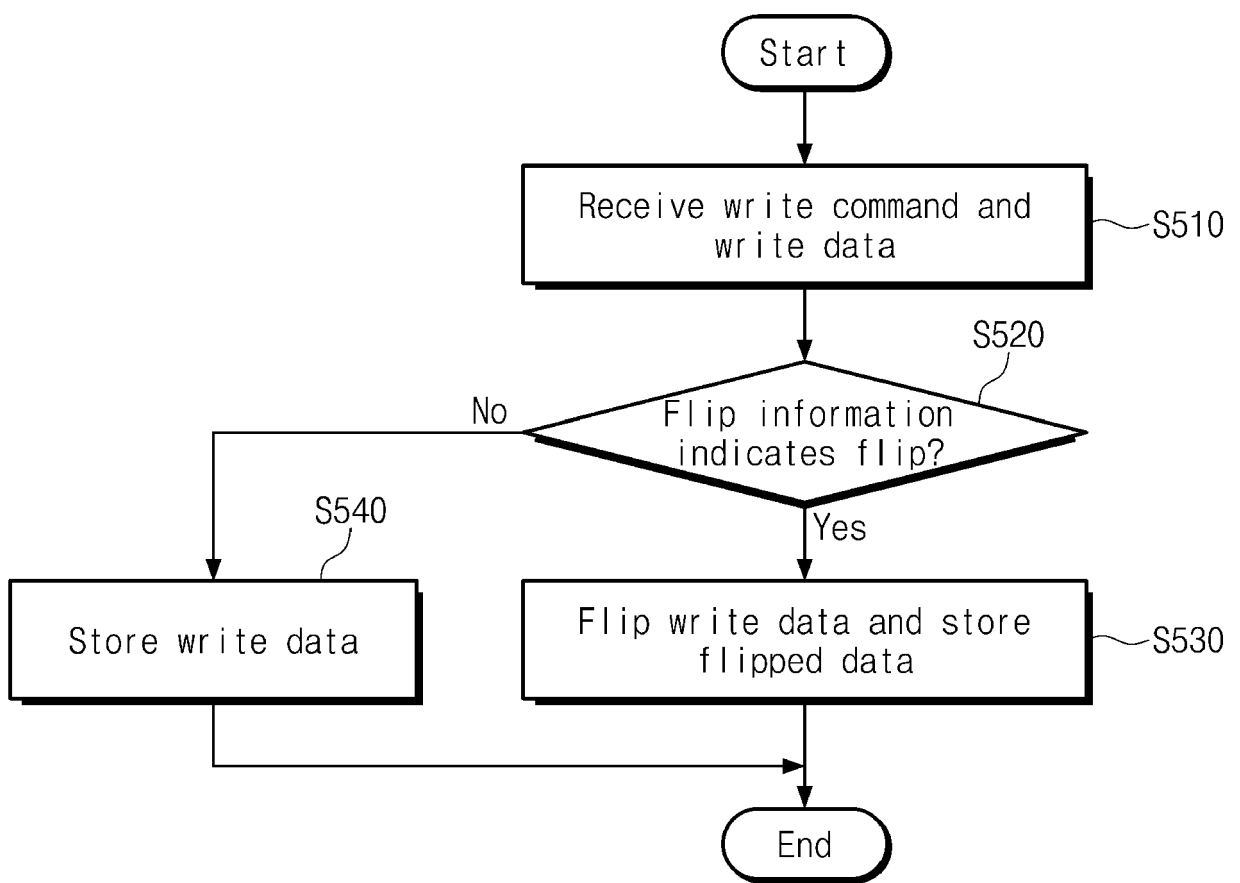 Start
Receive write command and
write data
S510
S520
Flip information
indicates flip?
No
Yes
S540
Store write data
Flip write data and store
flipped data
S530
End